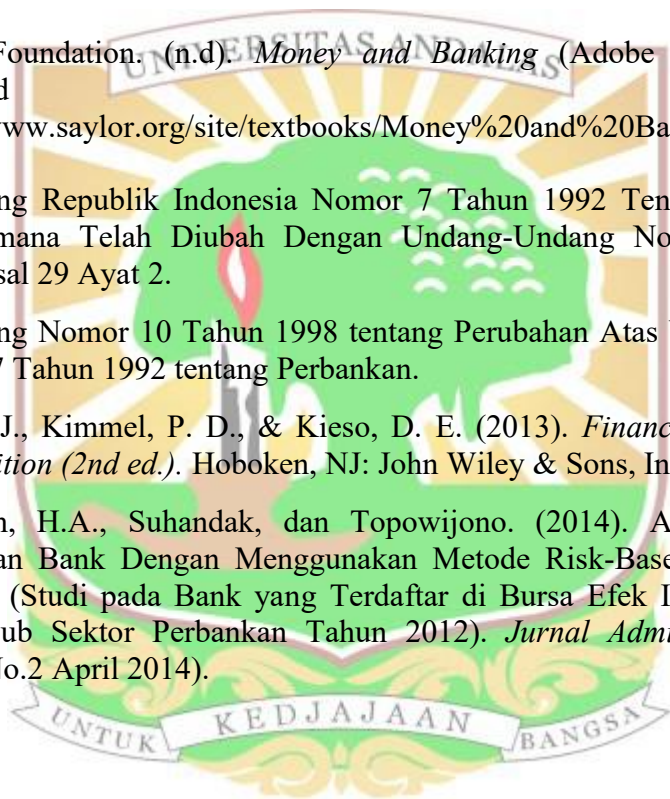 Foundation. (n.d). Money and Banking (Adobe
d
www.saylor.org/site/textbooks/Money%20and%20Ba
ng Republik Indonesia Nomor 7 Tahun 1992 Ten
mana Telah Diubah Dengan Undang-Undang No
sal 29 Ayat 2.
ng Nomor 10 Tahun 1998 tentang Perubahan Atas
7 Tahun 1992 tentang Perbankan.
J., Kimmel, P. D., & Kieso, D. E. (2013). Financ
ition (2nd ed.). Hoboken, NJ: John Wiley & Sons, In
n, H.A., Suhandak, dan Topowijono. (2014). A
an Bank Dengan Menggunakan Metode Risk-Base
(Studi pada Bank yang Terdaftar di Bursa Efek I
ub Sektor Perbankan Tahun 2012). Jurnal Admi
No.2 April 2014).
UNIVERSITAS ANDALAS
UNTUK KEDJAJAAN BANGSA